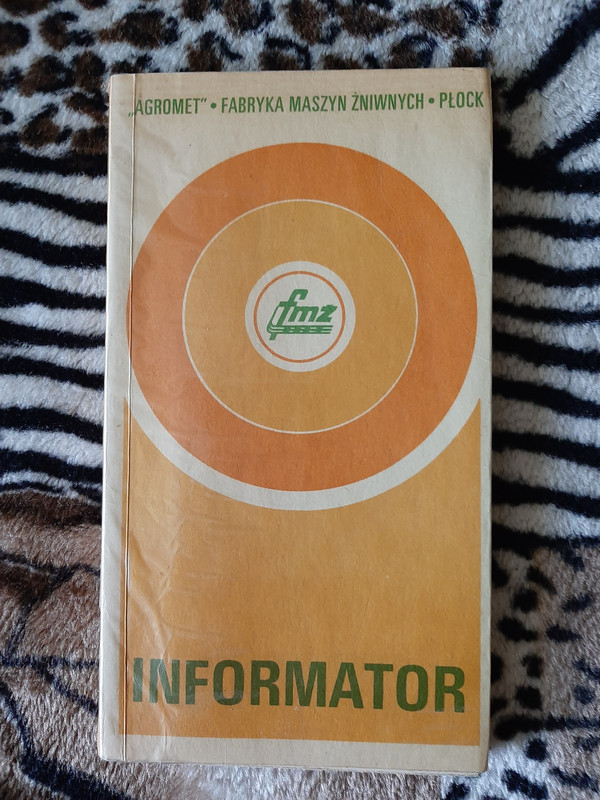 „AGROMET” • FABRYKA MASZYN ŻNIWNYCH • PŁOCK
fmż
INFORMATOR